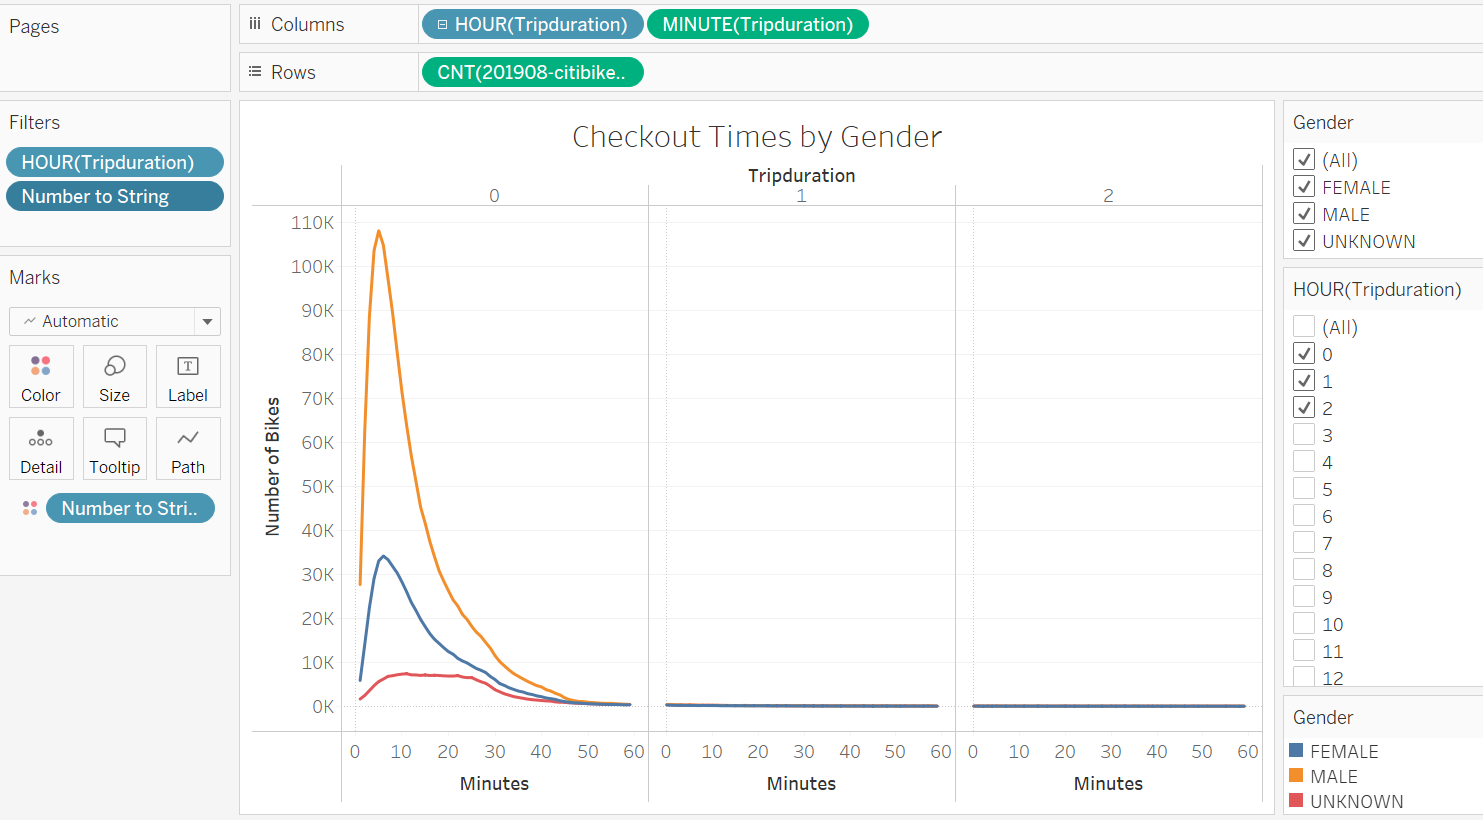 Pages
Columns
HOUR(Tripduration)
MINUTE(Tripduration)
Rows
CNT(201908-citibike..
Filters
HOUR(Tripduration)
Number to String
Marks
Automatic
Color
Size
Label
Detail
Tooltip
Path
Number to Stri..
Checkout Times by Gender
Tripduration
0 1 2
Number of Bikes
110K
100K
90K
80K
70K
60K
50K
40K
30K
20K
10K
0K
0 10 20 30 40 50 60 0 10 20 30 40 50 60 0 10 20 30 40 50 60
Minutes Minutes Minutes
Gender
(All)
FEMALE
MALE
UNKNOWN
HOUR(Tripduration)
(All)
0
1
2
3
4
5
6
7
8
9
10
11
12
Gender
FEMALE
MALE
UNKNOWN